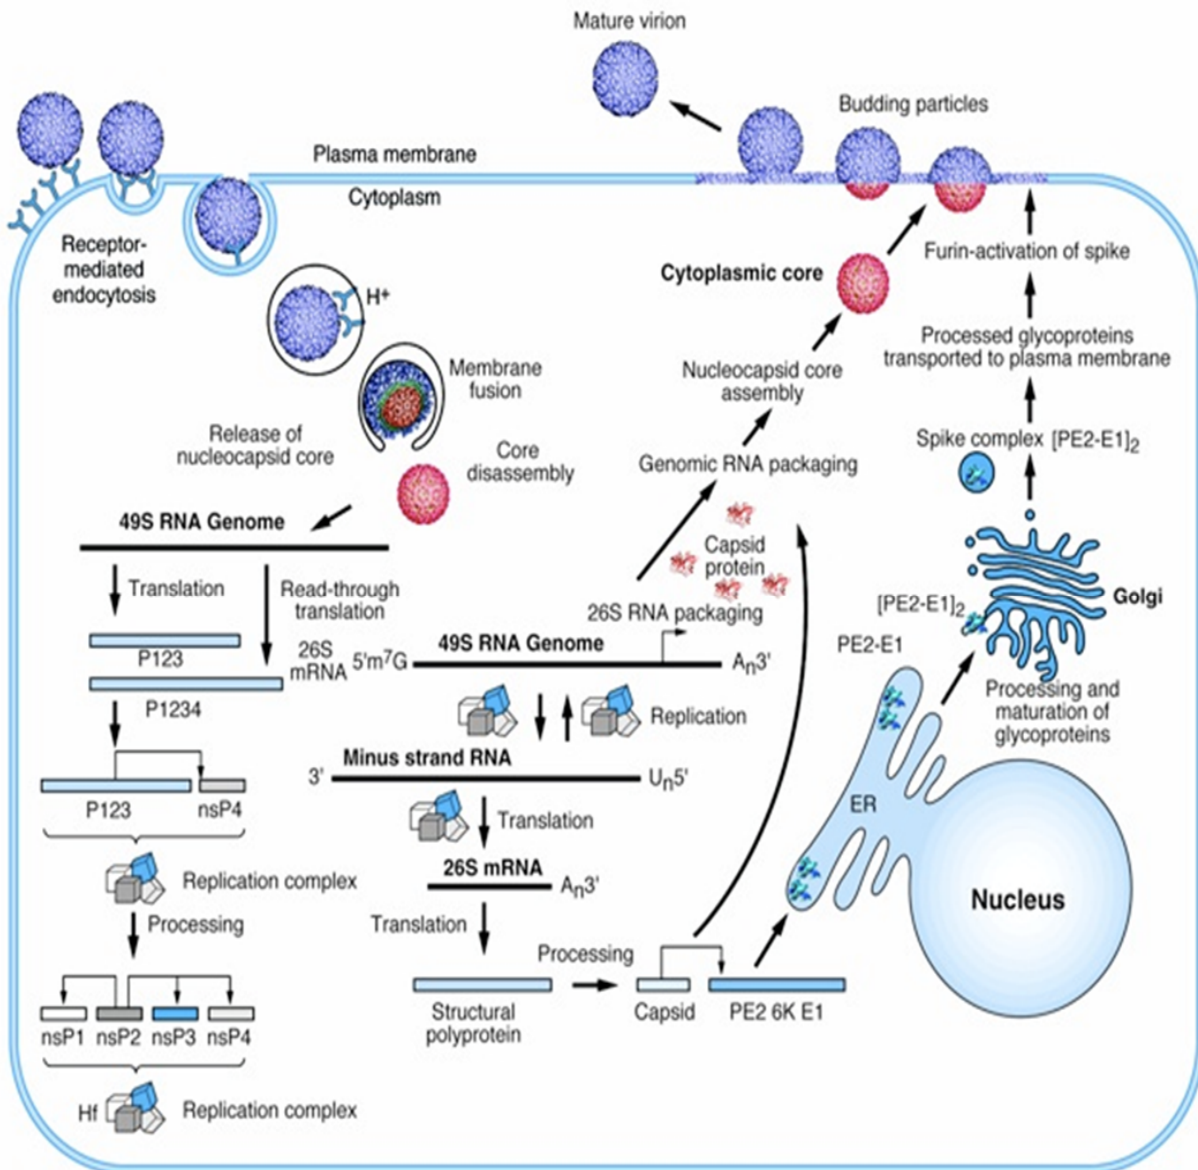 Mature virion
Budding particles
Plasma membrane
Cytoplasm
Receptor-
mediated
endocytosis
H+
Membrane
fusion
Release of
nucleocapsid core
Core
disassembly
49S RNA Genome
Translation
Read-through
translation
P123
P1234
P123
nsP4
Replication complex
Processing
nsP1 nsP2 nsP3 nsP4
Hf
Replication complex
26S
mRNA
5'm7G
49S RNA Genome
An3'
26S RNA packaging
Replication
Minus strand RNA
3'
Un5'
Translation
26S mRNA
An3'
Translation
Structural
polyprotein
Processing
Capsid
PE2 6K E1
Capsid
protein
Genomic RNA packaging
Nucleocapsid core
assembly
Cytoplasmic core
Furin-activation of spike
Processed glycoproteins
transported to plasma membrane
Spike complex [PE2-E1]2
Golgi
[PE2-E1]2
PE2-E1
Processing and
maturation of
glycoproteins
ER
Nucleus